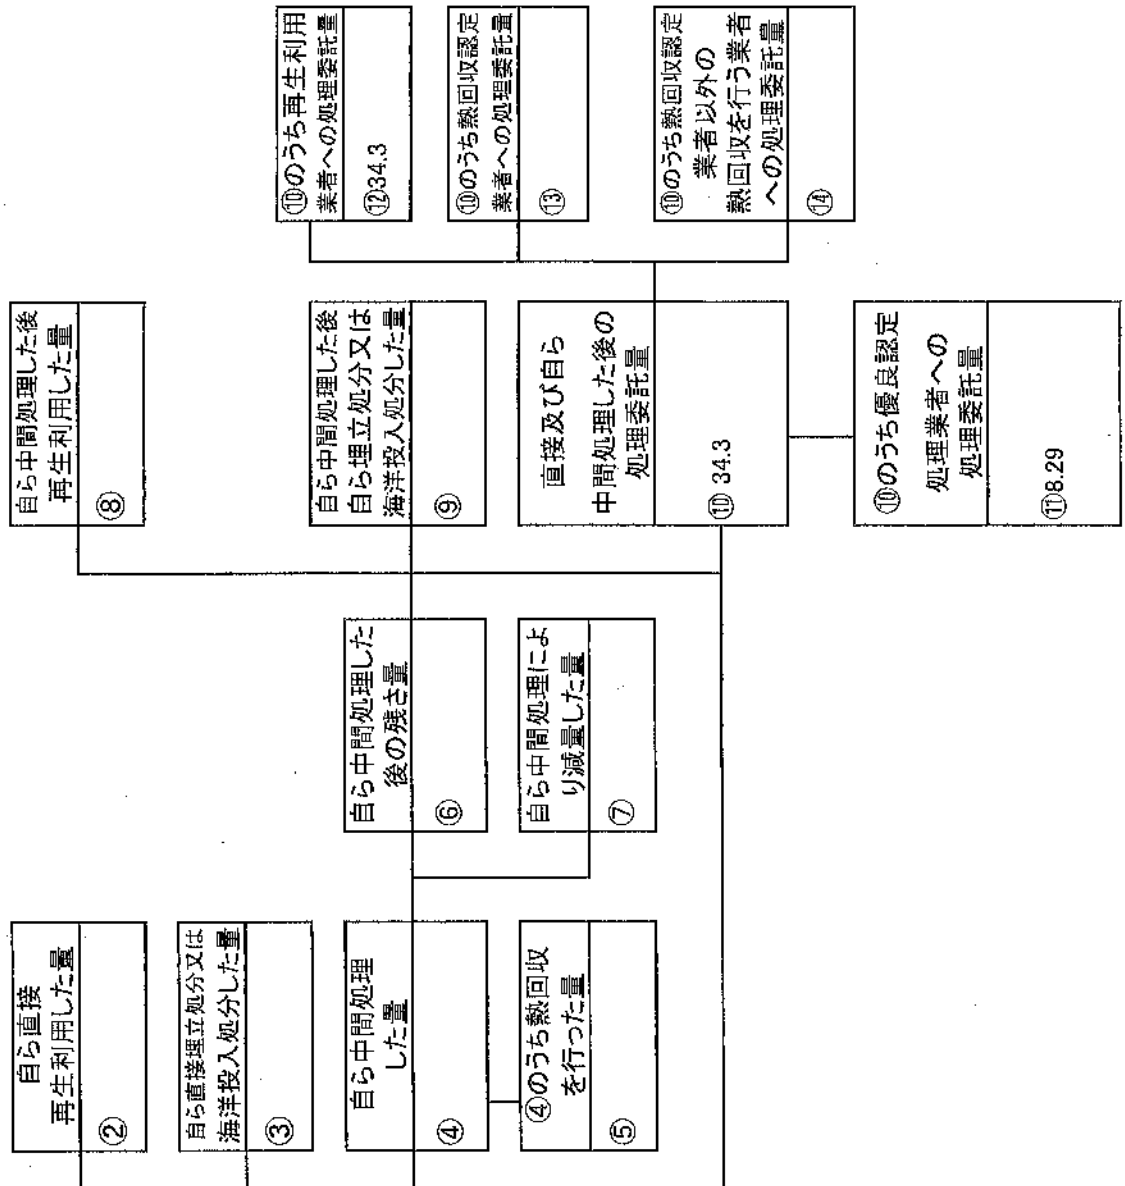 自ら直接
再生利用した量
②
自ら直接埋立処分又は
海洋投入処分した量
③
自ら中間処理
した量
④
④のうち熱回収
を行った量
⑤
自ら中間処理した
後の残さ量
⑥
自ら中間処理によ
り減量した量
⑦
自ら中間処理した後
再生利用した量
⑧
自ら中間処理した後
自ら埋立処分又は
海洋投入処分した量
⑨
直接及び自ら
中間処理した後の
処理委託量
⑩ 34.3
⑩のうち優良認定
処理業者への
処理委託量
⑪8.29
⑩のうち再生利用
業者への処理委託量
⑫34.3
⑩のうち熱回収認定
業者への処理委託量
⑬
⑩のうち熱回収認定
業者以外の
熱回収を行う業者
への処理委託量
⑭